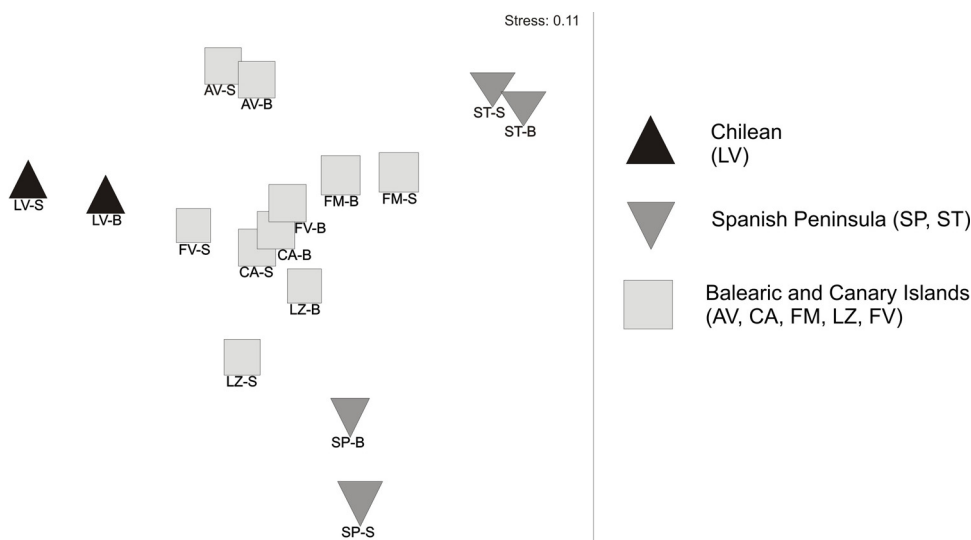 Stress: 0.11
AV-S
AV-B
ST-S
ST-B
LV-S
LV-B
FM-B
FM-S
FV-S
FV-B
CA-B
CA-S
LZ-B
LZ-S
SP-B
SP-S
Chilean
(LV)
Spanish Peninsula (SP, ST)
Balearic and Canary Islands
(AV, CA, FM, LZ, FV)